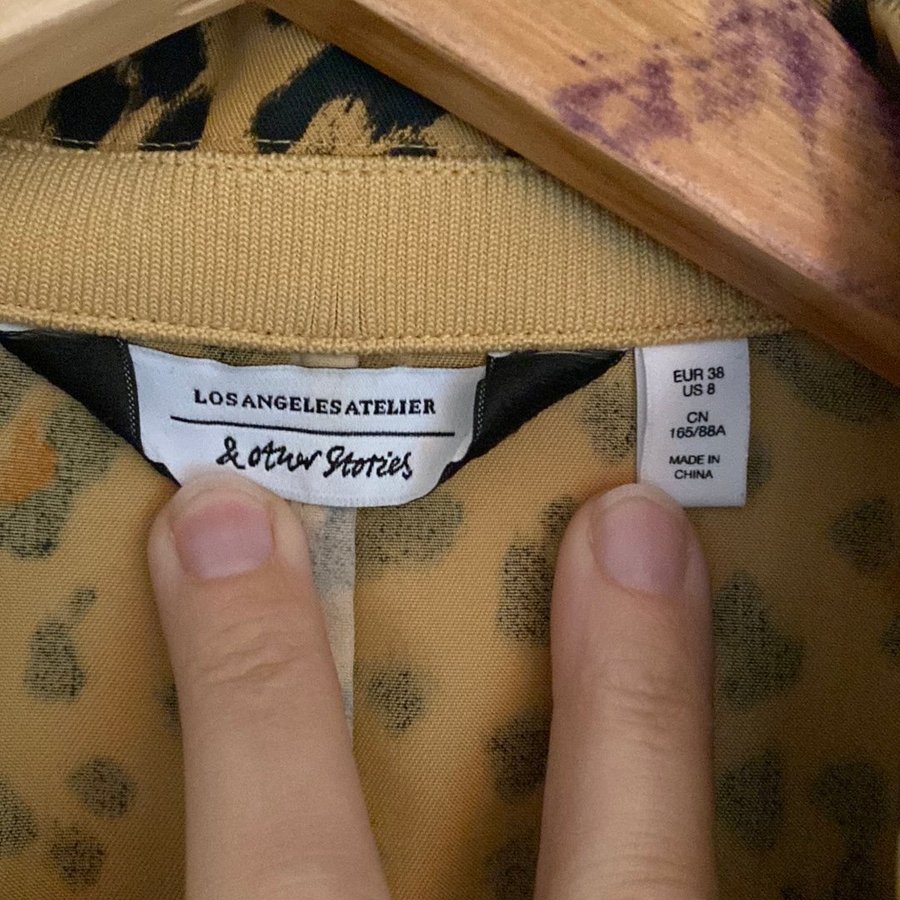 LOS ANGELES ATELIER
& other Stories
EUR 38
US 8
CN
165/88A
MADE IN
CHINA